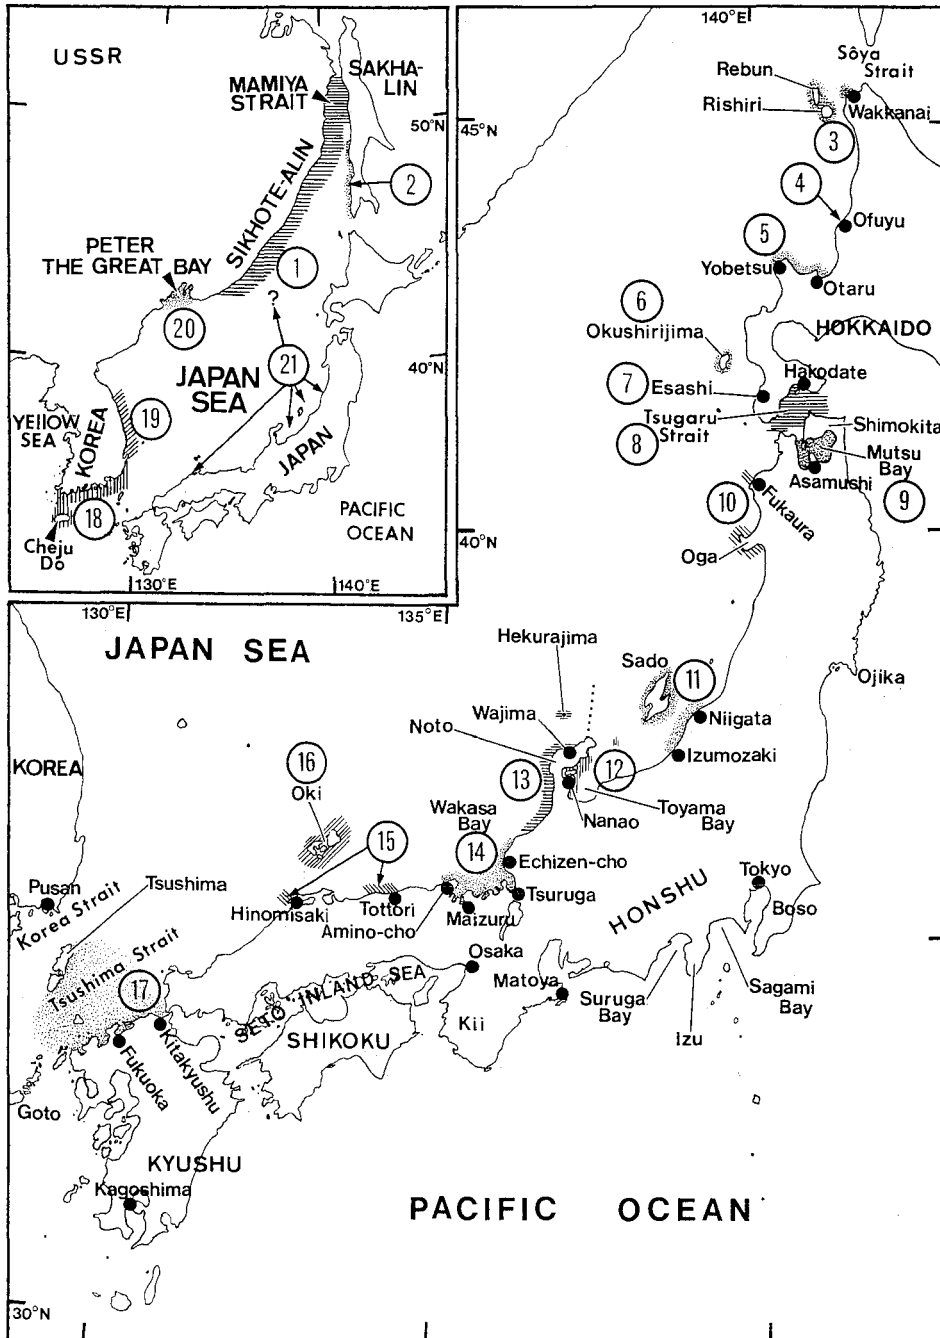 USSR
MAMIYA
STRAIT
SAKHA-
LIN
50°N
2
SIKHOTE-ALIN
PETER
THE GREAT BAY
1
20
?
21
40°N
JAPAN
SEA
YELLOW
SEA
KOREA
19
JAPAN
18
Cheju
Dō
PACIFIC
OCEAN
130°E
140°E
140°E
Sôya
Strait
Rebun
Rishiri
Wakkanai
45°N
3
4
Ofuyu
5
Yobetsu
Otaru
6
Okushirijima
HOKKAIDO
7
Esashi
Hakodate
Tsugaru
Strait
8
Shimokita
Mutsu
Bay
Asamushi
9
10
Fukaura
40°N
Oga
130°E
135°E
JAPAN SEA
Hekurajima
Sado
11
Ojika
Wajima
Niigata
Noto
Izumozaki
KOREA
16
Oki
13
12
Toyama
Bay
Nanao
Wakasa
Bay
15
14
Echizen-cho
Tsushima
Pusan
Korea Strait
Hinomisaki
Tottori
Amino-cho
Maizuru
Tsuruga
HONSHU
Tokyo
Boso
Tsushima Strait
17
Osaka
Matoya
SETO INLAND SEA
Kii
Suruga
Bay
Izu
Sagami
Bay
SHIKOKU
Kitakyushu
Fukuoka
Goto
KYUSHU
Kagoshima
PACIFIC OCEAN
30°N